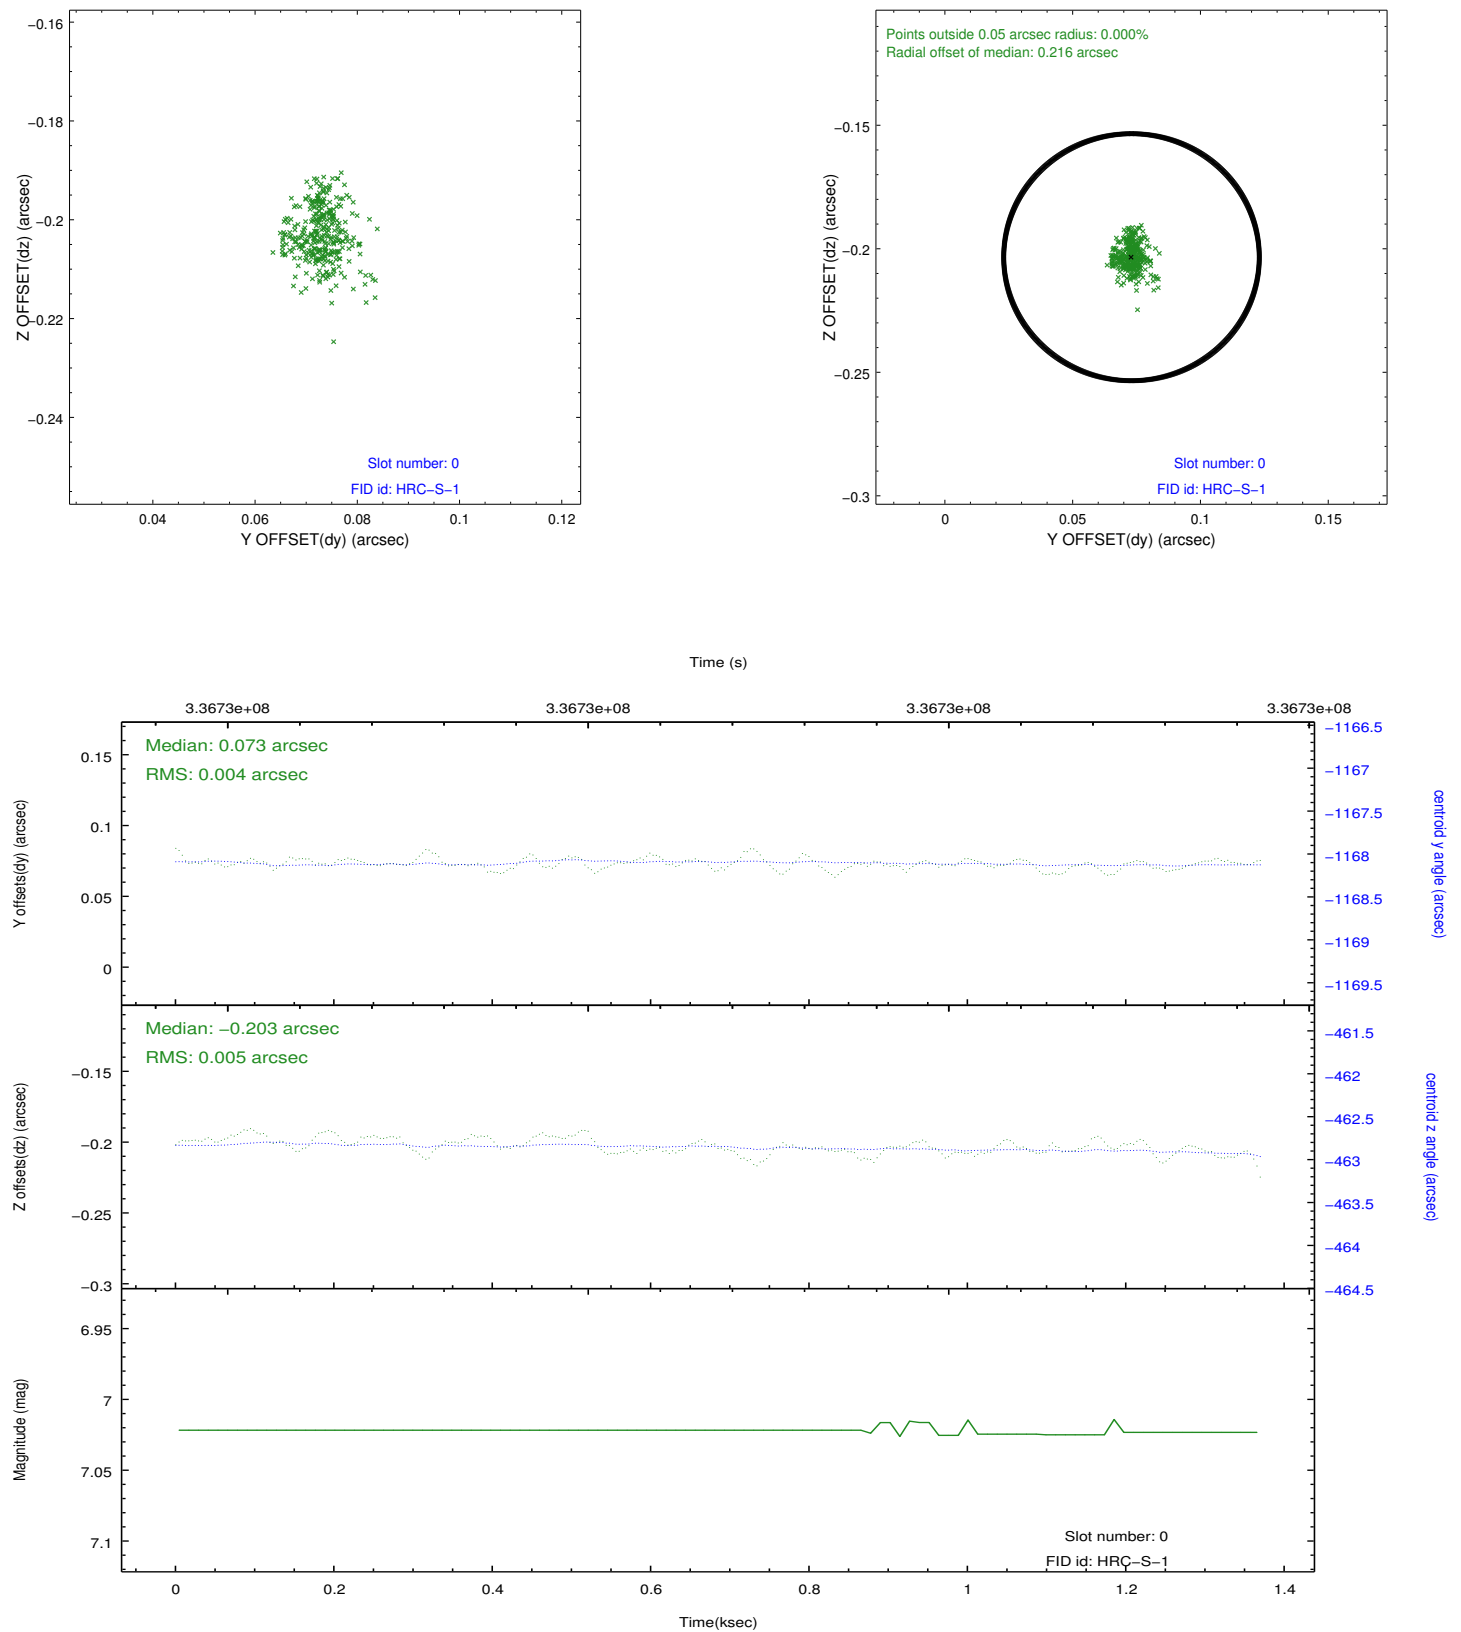 −0.16
−0.18
−0.2
−0.22
−0.24
Z OFFSET(dz) (arcsec)
Slot number: 0
FID id: HRC−S−1
0.04 0.06 0.08 0.1 0.12
Y OFFSET(dy) (arcsec)
Points outside 0.05 arcsec radius: 0.000%
Radial offset of median: 0.216 arcsec
−0.15
−0.2
−0.25
−0.3
Z OFFSET(dz) (arcsec)
Slot number: 0
FID id: HRC−S−1
0 0.05 0.1 0.15
Y OFFSET(dy) (arcsec)
Time (s)
3.3673e+08 3.3673e+08 3.3673e+08 3.3673e+08
Median: 0.073 arcsec
RMS: 0.004 arcsec
0.15
0.1
0.05
0
Y offsets(dy) (arcsec)
−1166.5
−1167
−1167.5
−1168
−1168.5
−1169
−1169.5
centroid y angle (arcsec)
Median: −0.203 arcsec
RMS: 0.005 arcsec
−0.15
−0.2
−0.25
−0.3
Z offsets(dz) (arcsec)
−461.5
−462
−462.5
−463
−463.5
−464
−464.5
centroid z angle (arcsec)
6.95
7
7.05
7.1
Magnitude (mag)
Slot number: 0
FID id: HRC−S−1
0 0.2 0.4 0.6 0.8 1 1.2 1.4
Time(ksec)